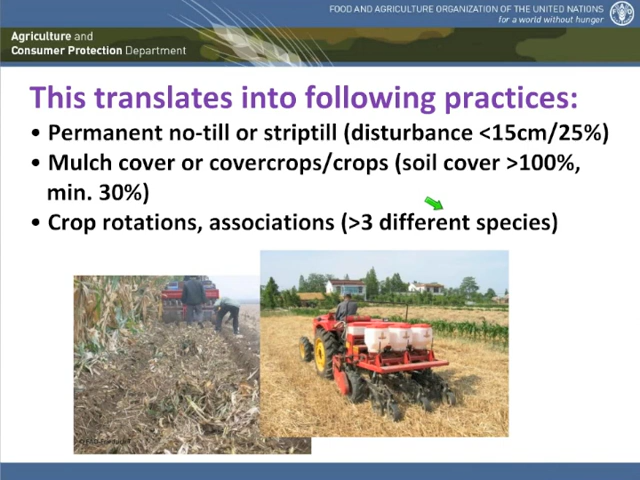 FOOD AND AGRICULTURE ORGANIZATION OF THE UNITED NATIONS
for a world without hunger
Agriculture and
Consumer Protection Department
This translates into following practices:
• Permanent no-till or striptill (disturbance <15cm/25%)
• Mulch cover or covercrops/crops (soil cover >100%,
min. 30%)
• Crop rotations, associations (>3 different species)